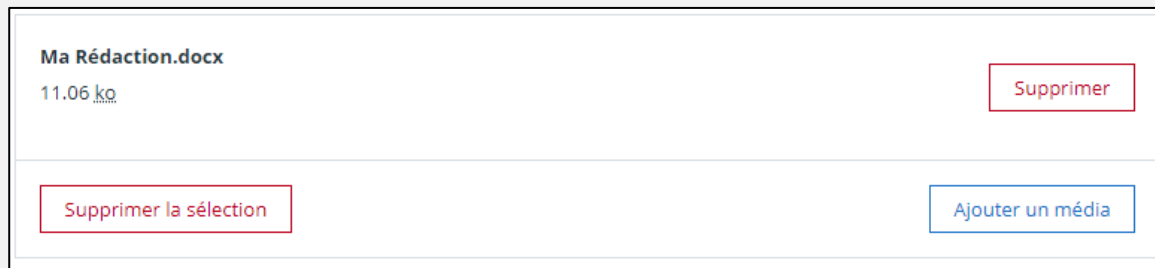 Ma Rédaction.docx
11.06 ko
Supprimer
Supprimer la sélection
Ajouter un média